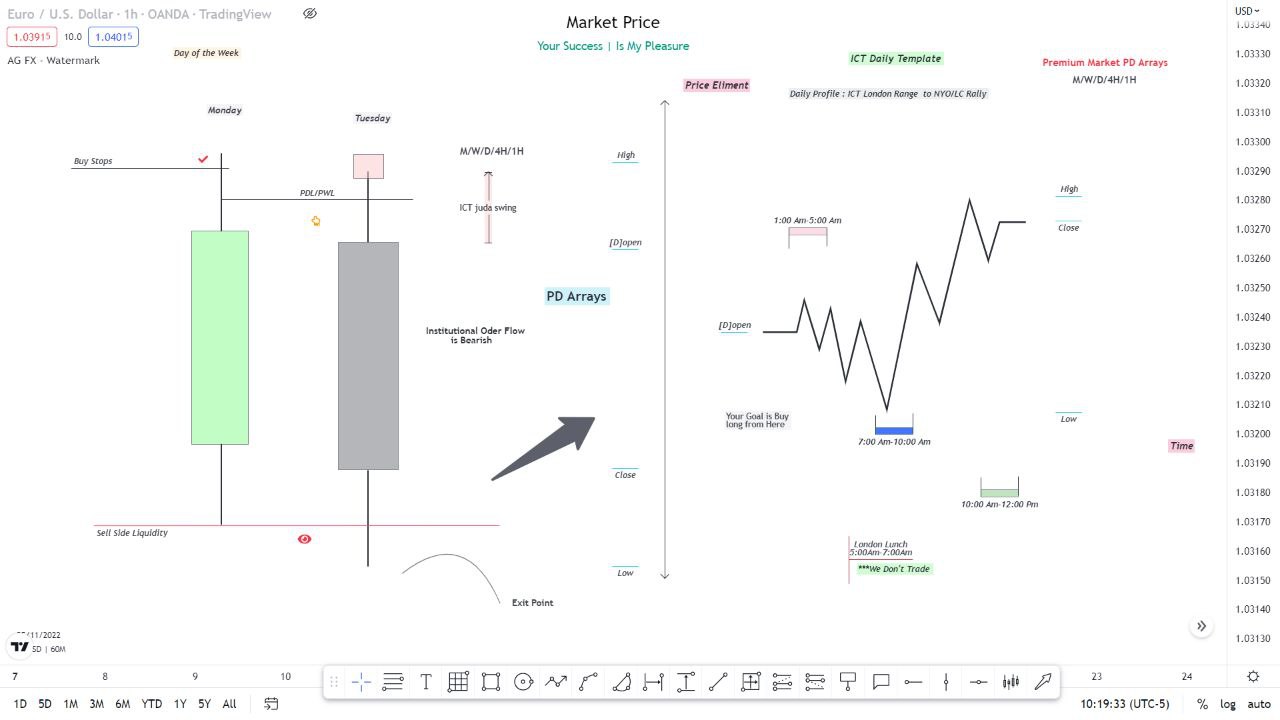 Euro / U.S. Dollar · 1h · OANDA · TradingView
1.03915
10.0
1.04015
AG FX - Watermark
Market Price
Your Success | Is My Pleasure
Day of the Week
Monday
Tuesday
Buy Stops
PDL/PWL
M/W/D/4H/1H
ICT juda swing
High
[D]open
PD Arrays
Institutional Oder Flow
is Bearish
Close
Sell Side Liquidity
Low
Exit Point
Price Eliment
ICT Daily Template
Daily Profile : ICT London Range to NYO/LC Rally
Premium Market PD Arrays
M/W/D/4H/1H
High
Close
1:00 Am-5:00 Am
[D]open
Your Goal is Buy
long from Here
7:00 Am-10:00 Am
Low
Time
10:00 Am-12:00 Pm
London Lunch
5:00Am-7:00Am
***We Don't Trade
USD
1.03340
1.03330
1.03320
1.03310
1.03300
1.03290
1.03280
1.03270
1.03260
1.03250
1.03240
1.03230
1.03220
1.03210
1.03200
1.03190
1.03180
1.03170
1.03160
1.03150
1.03140
1.03130
/11/2022
SD | 60M
7
8
9
10
23
24
1D 5D 1M 3M 6M YTD 1Y 5Y All
10:19:33 (UTC-5)
% log auto